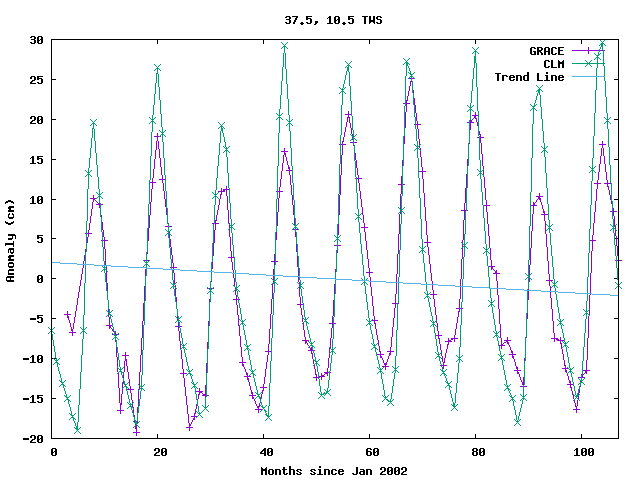 37.5, 10.5 TWS
GRACE
CLM
Trend Line
30
25
20
15
10
5
0
-5
-10
-15
-20
Anomaly (cm)
0 20 40 60 80 100
Months since Jan 2002